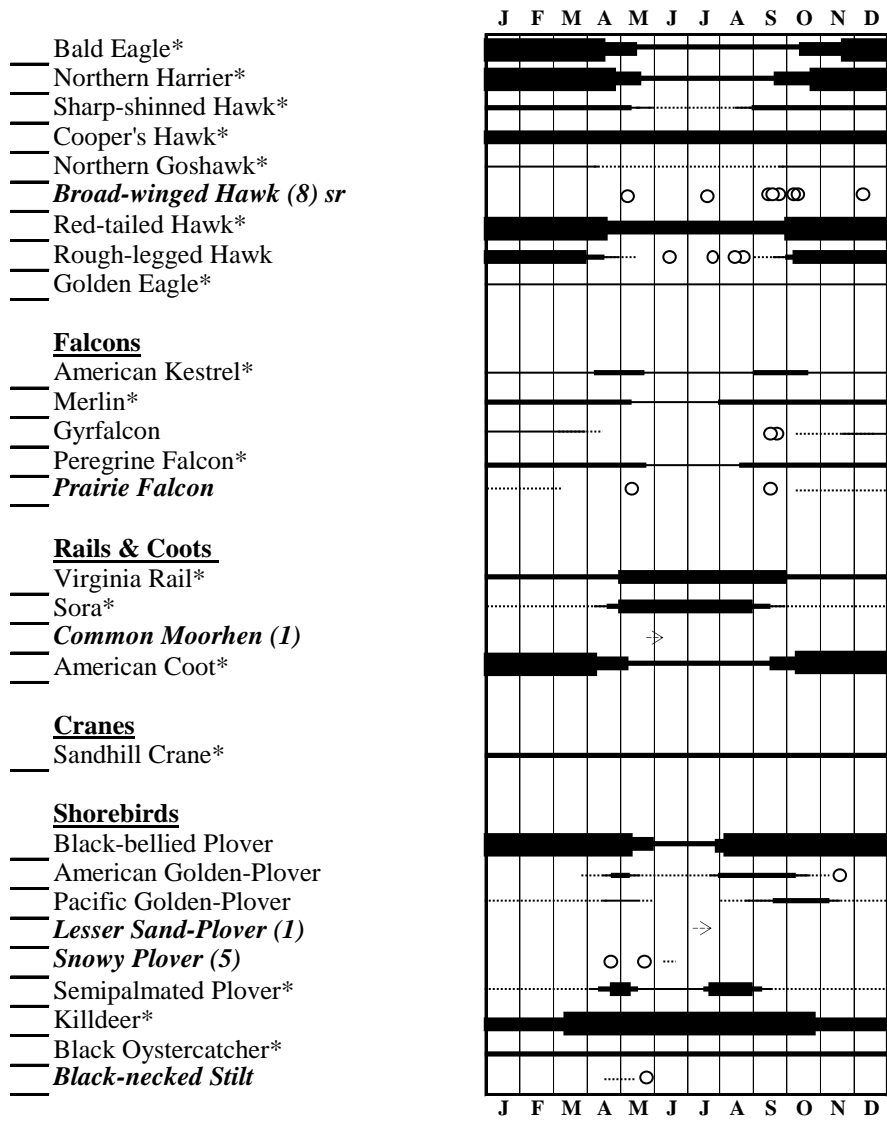 J F M A M J J A S O N D
Bald Eagle*
Northern Harrier*
Sharp-shinned Hawk*
Cooper's Hawk*
Northern Goshawk*
Broad-winged Hawk (8) sr
Red-tailed Hawk*
Rough-legged Hawk
Golden Eagle*
Falcons
American Kestrel*
Merlin*
Gyrfalcon
Peregrine Falcon*
Prairie Falcon
Rails & Coots
Virginia Rail*
Sora*
Common Moorhen (1)
American Coot*
Cranes
Sandhill Crane*
Shorebirds
Black-bellied Plover
American Golden-Plover
Pacific Golden-Plover
Lesser Sand-Plover (1)
Snowy Plover (5)
Semipalmated Plover*
Killdeer*
Black Oystercatcher*
Black-necked Stilt
J F M A M J J A S O N D